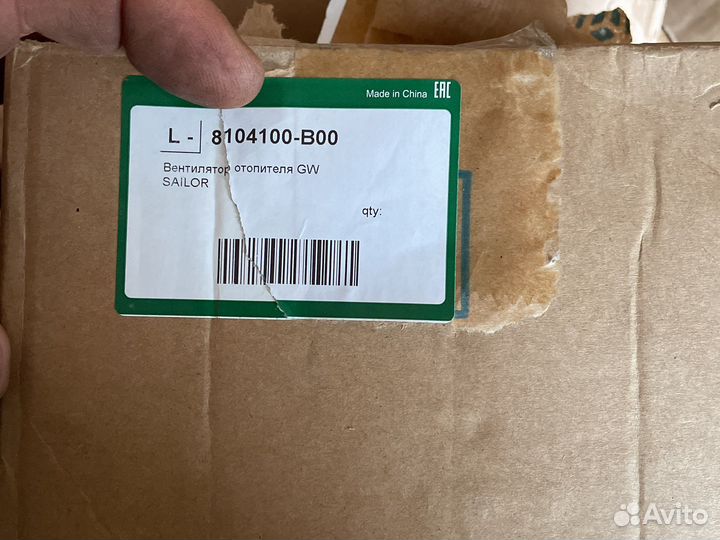 Made in China EAC
L - 8104100-B00
Вентилятор отопителя GW
SAILOR
qty:
Avito